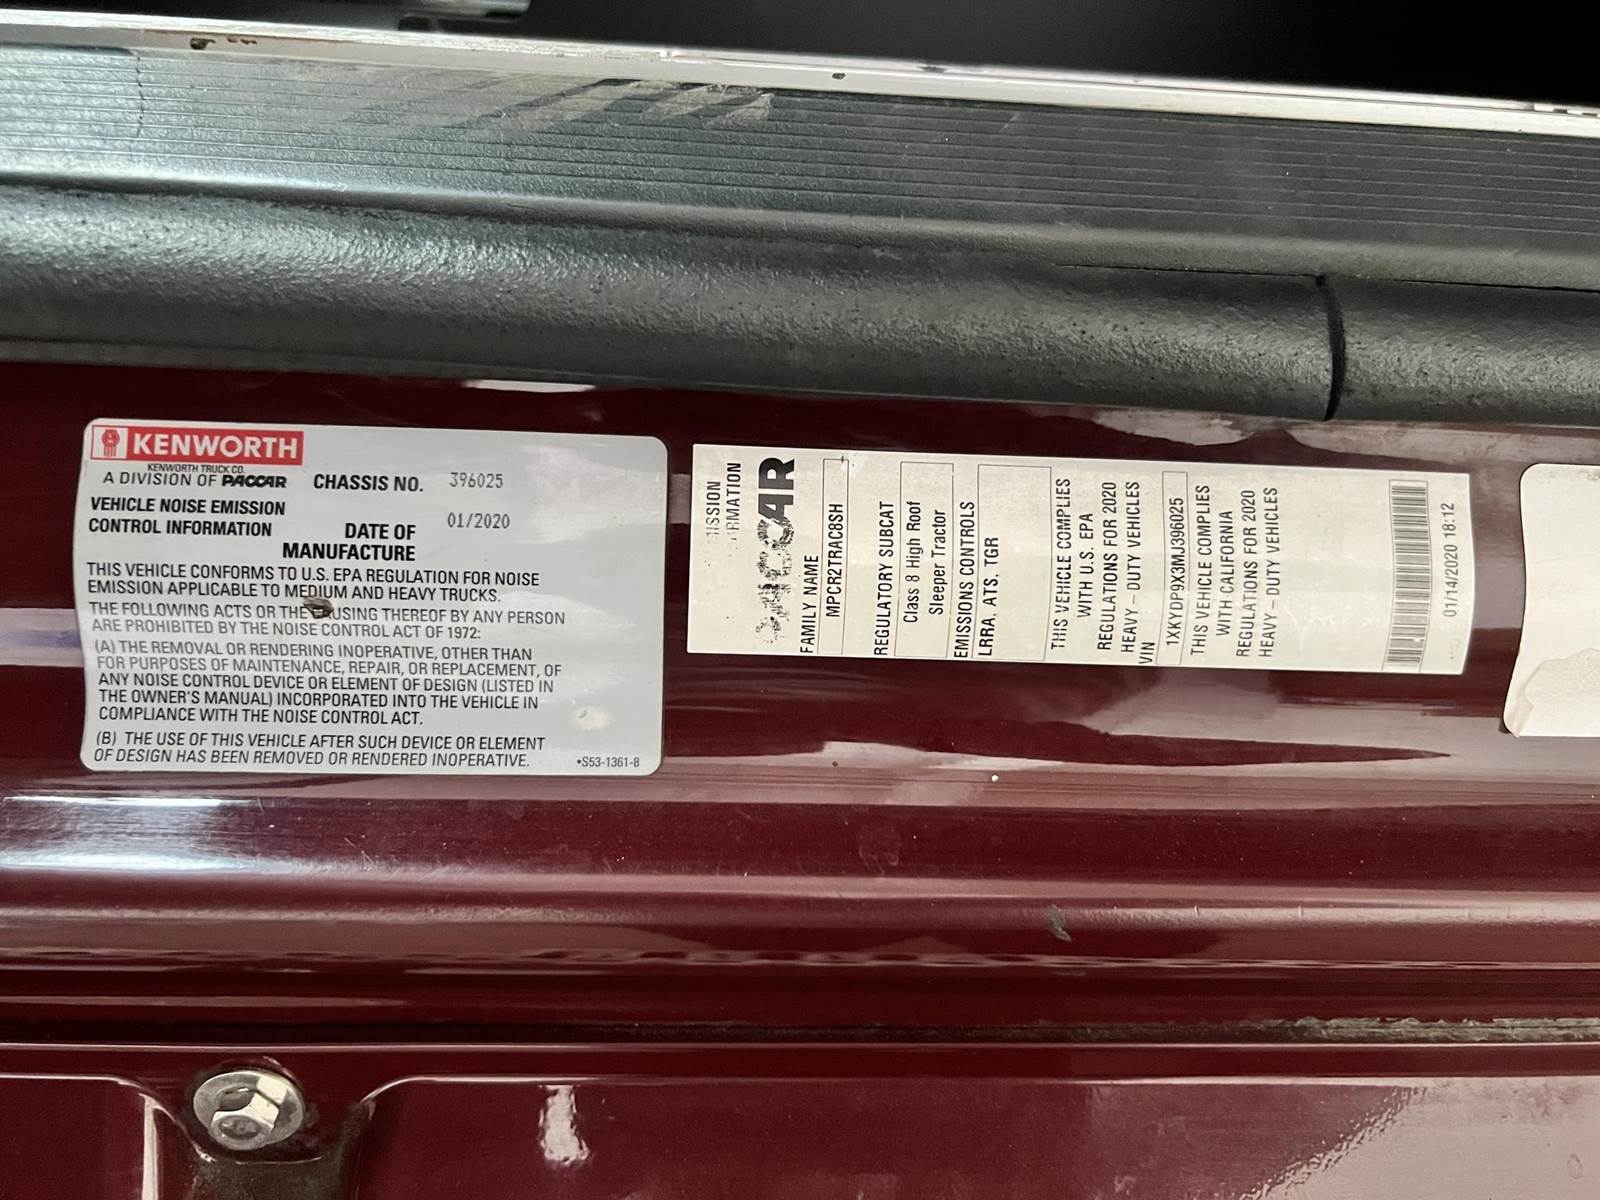 KENWORTH
KENWORTH TRUCK CO.
A DIVISION OF PACCAR
CHASSIS NO. 396025
VEHICLE NOISE EMISSION
CONTROL INFORMATION
DATE OF
MANUFACTURE
01/2020
THIS VEHICLE CONFORMS TO U.S. EPA REGULATION FOR NOISE
EMISSION APPLICABLE TO MEDIUM AND HEAVY TRUCKS.
THE FOLLOWING ACTS OR THE CAUSING THEREOF BY ANY PERSON
ARE PROHIBITED BY THE NOISE CONTROL ACT OF 1972:
(A) THE REMOVAL OR RENDERING INOPERATIVE, OTHER THAN
FOR PURPOSES OF MAINTENANCE, REPAIR, OR REPLACEMENT, OF
ANY NOISE CONTROL DEVICE OR ELEMENT OF DESIGN (LISTED IN
THE OWNER'S MANUAL) INCORPORATED INTO THE VEHICLE IN
COMPLIANCE WITH THE NOISE CONTROL ACT.
(B) THE USE OF THIS VEHICLE AFTER SUCH DEVICE OR ELEMENT
OF DESIGN HAS BEEN REMOVED OR RENDERED INOPERATIVE.
•S53-1361-8
ISSION
RMATION
PACCAR
FAMILY NAME
MPCR2TRAC8SH
REGULATORY SUBCAT
Class 8 High Roof
Sleeper Tractor
EMISSIONS CONTROLS
LRRA, ATS, TGR
THIS VEHICLE COMPLIES
WITH U.S. EPA
REGULATIONS FOR 2020
HEAVY – DUTY VEHICLES
VIN
1XKYDP9X3MJ396025
THIS VEHICLE COMPLIES
WITH CALIFORNIA
REGULATIONS FOR 2020
HEAVY – DUTY VEHICLES
01/14/2020 18:12